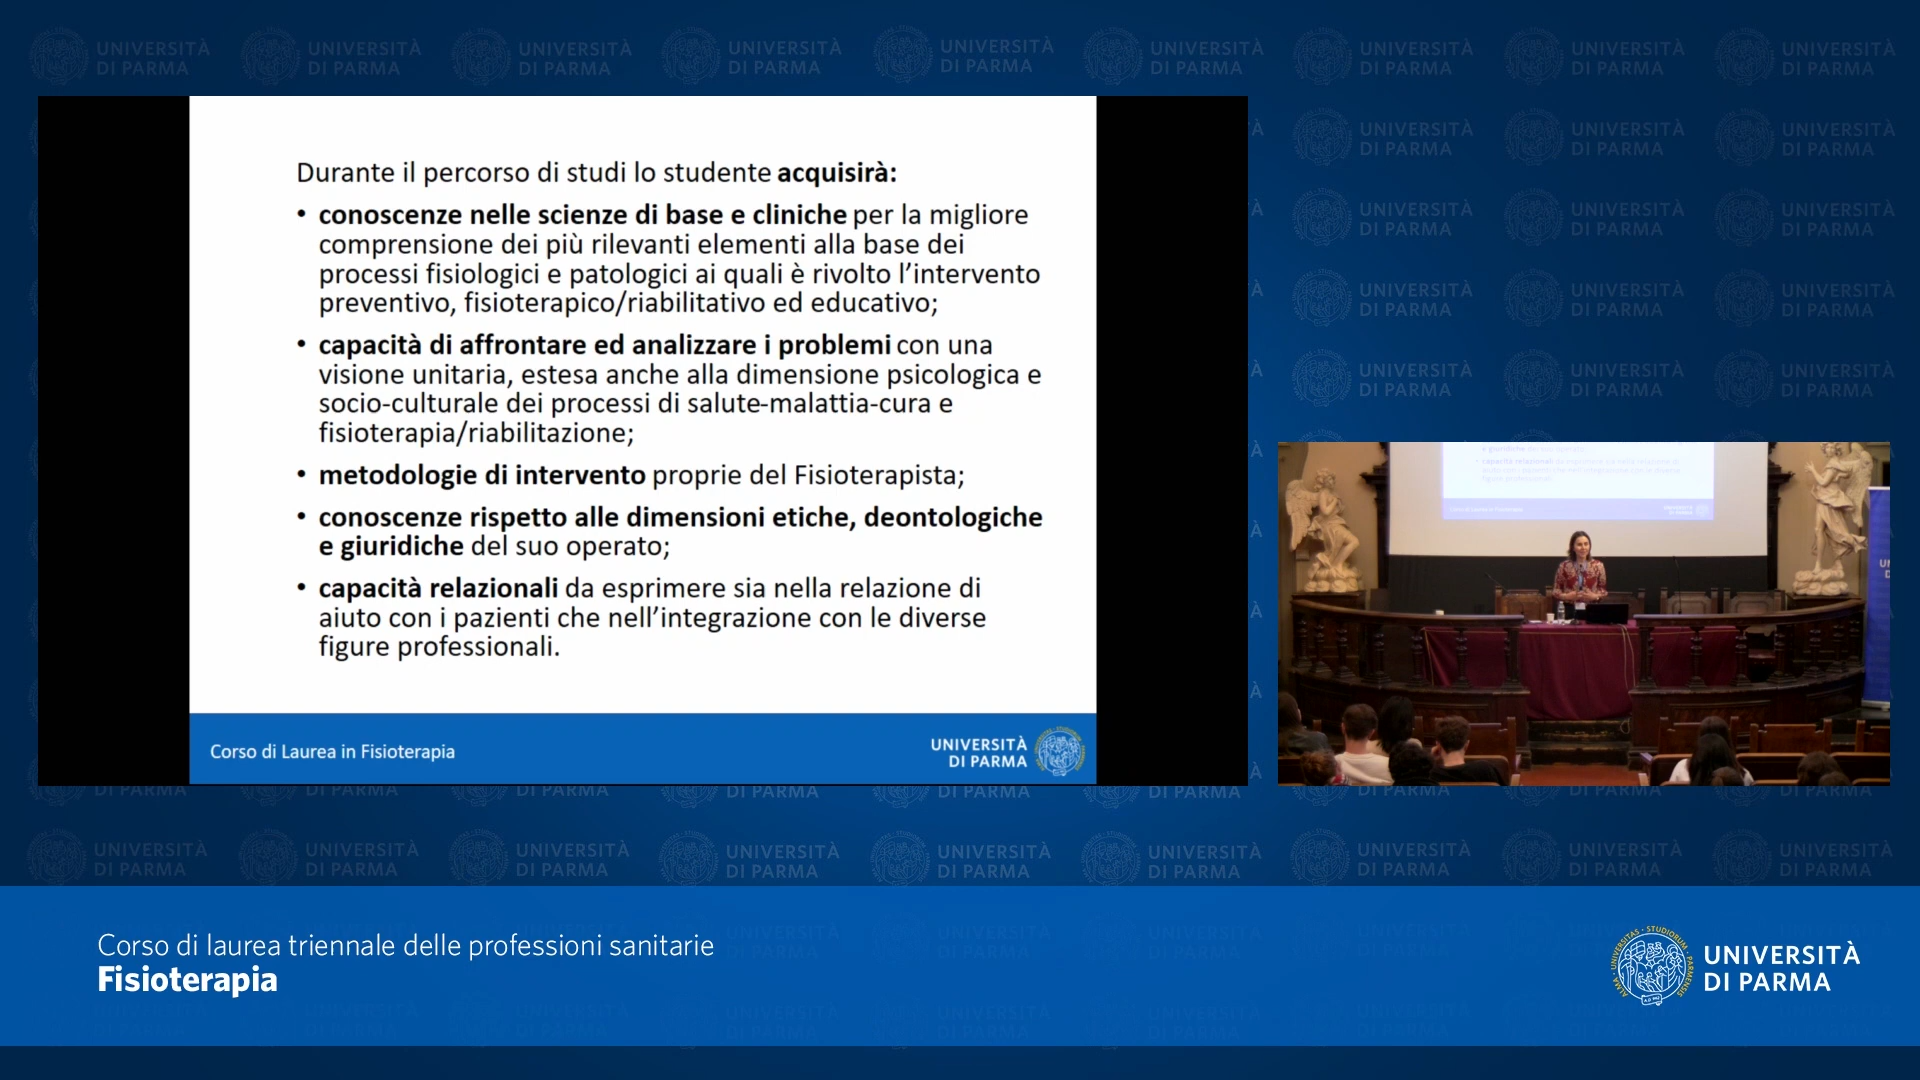 Durante il percorso di studi lo studente acquisirà:
• conoscenze nelle scienze di base e cliniche per la migliore
comprensione dei più rilevanti elementi alla base dei
processi fisiologici e patologici ai quali è rivolto l’intervento
preventivo, fisioterapico/riabilitativo ed educativo;
• capacità di affrontare ed analizzare i problemi con una
visione unitaria, estesa anche alla dimensione psicologica e
socio-culturale dei processi di salute-malattia-cura e
fisioterapia/riabilitazione;
• metodologie di intervento proprie del Fisioterapista;
• conoscenze rispetto alle dimensioni etiche, deontologiche
e giuridiche del suo operato;
• capacità relazionali da esprimere sia nella relazione di
aiuto con i pazienti che nell’integrazione con le diverse
figure professionali.
Corso di Laurea in Fisioterapia
UNIVERSITÀ
DI PARMA
Corso di laurea triennale delle professioni sanitarie
Fisioterapia
UNIVERSITÀ
DI PARMA